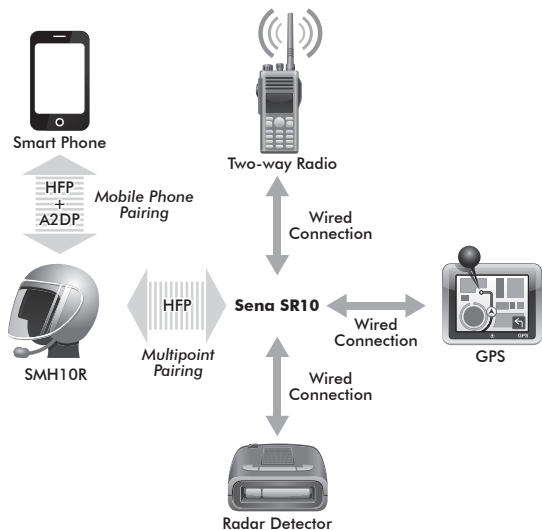 Smart Phone
Two-way Radio
HFP
+
A2DP
Mobile Phone
Pairing
Wired
Connection
HFP
Sena SR10
Wired
Connection
GPS
GPS
SMH10R
Multipoint
Pairing
Wired
Connection
Radar Detector